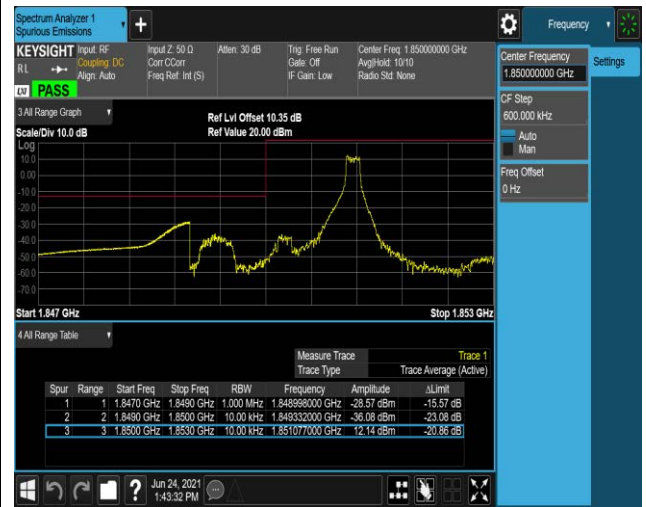 Spectrum Analyzer 1
Spurious Emissions
Frequency
KEYSIGHT
RL
LXI
PASS
Input: RF
Coupling: DC
Align: Auto
Input Z: 50 Ω
Corr CCorr
Freq Ref: Int (S)
Atten: 30 dB
Trig: Free Run
Gate: Off
IF Gain: Low
Center Freq: 1.850000000 GHz
Avg|Hold: 10/10
Radio Std: None
Center Frequency
1.850000000 GHz
Settings
CF Step
600.000 kHz
Auto
Man
Freq Offset
0 Hz
3 All Range Graph
Scale/Div 10.0 dB
Ref Lvl Offset 10.35 dB
Ref Value 20.00 dBm
Log
10.0
0.00
-10.0
-20.0
-30.0
-40.0
-50.0
-60.0
-70.0
Start 1.847 GHz
Stop 1.853 GHz
4 All Range Table
Measure Trace Trace 1
Trace Type Trace Average (Active)
Spur Range Start Freq Stop Freq RBW Frequency Amplitude ΔLimit
1 1 1.8470 GHz 1.8490 GHz 1.000 MHz 1.848998000 GHz -28.57 dBm -15.57 dB
2 2 1.8490 GHz 1.8500 GHz 10.00 kHz 1.849332000 GHz -36.08 dBm -23.08 dB
3 3 1.8500 GHz 1.8530 GHz 10.00 kHz 1.851077000 GHz 12.14 dBm -20.86 dB
Jun 24, 2021
1:43:32 PM